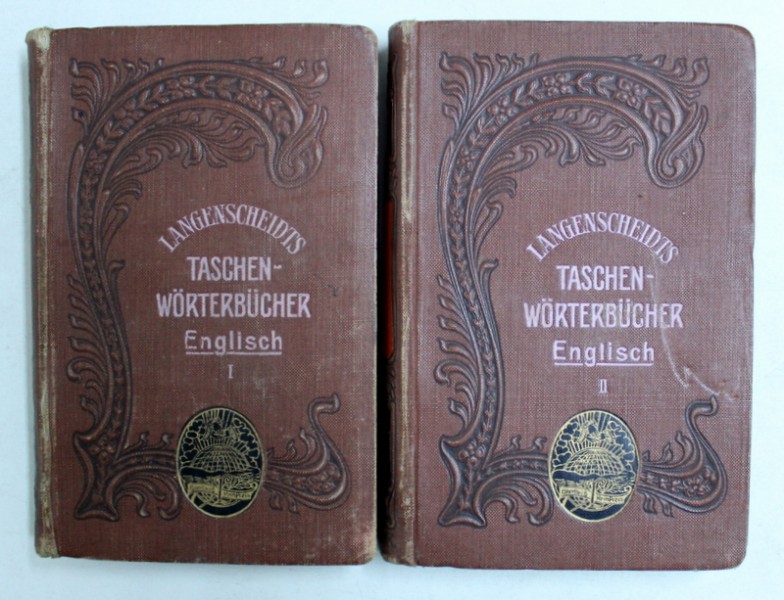 LANGENSCHEIDTS
TASCHEN-
WÖRTERBÜCHER
Englisch
I
LANGENSCHEIDTS
TASCHEN-
WÖRTERBÜCHER
Englisch
II